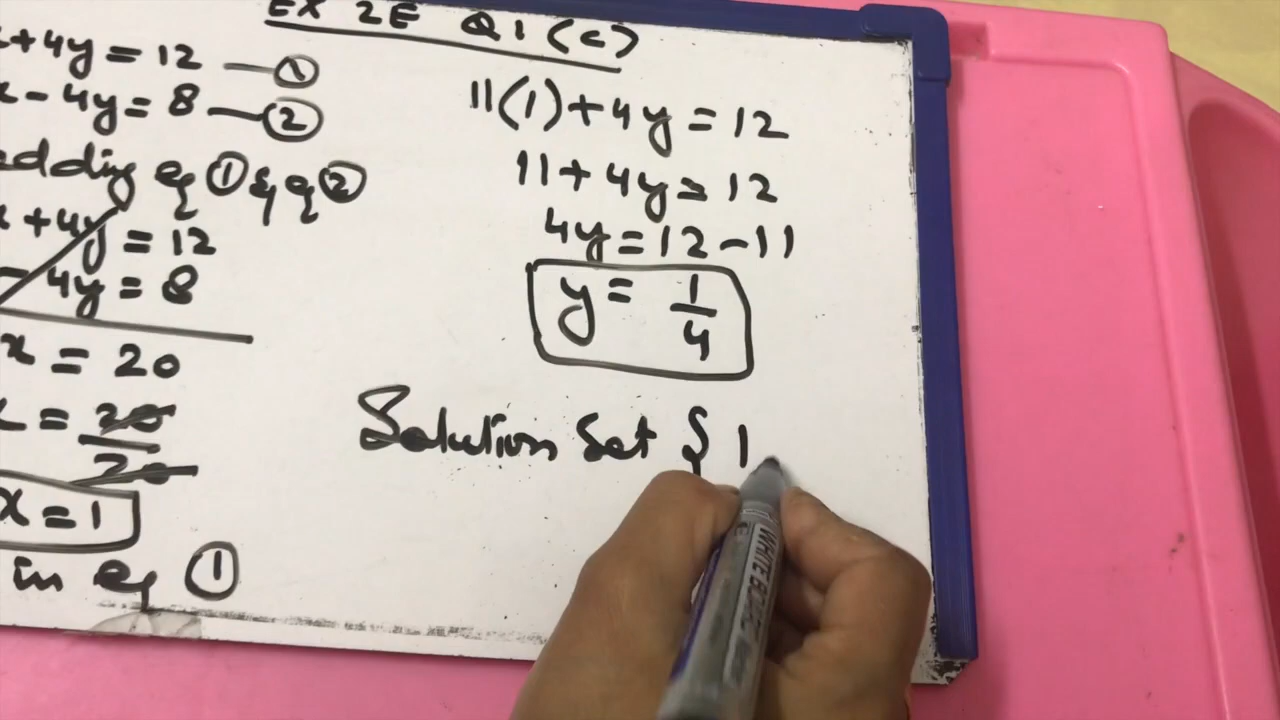 EX 2E Q1 (c)
x+4y = 12 — ①
x - 4y = 8 — ②
adding eq ① & eq ②
x + 4y = 12
- 4y = 8
x = 20
x = 20/20
x = 1
in eq ①
11(1) + 4y = 12
11 + 4y = 12
4y = 12 - 11
y = 1/4
Solution Set { 1
WHITE BOARD